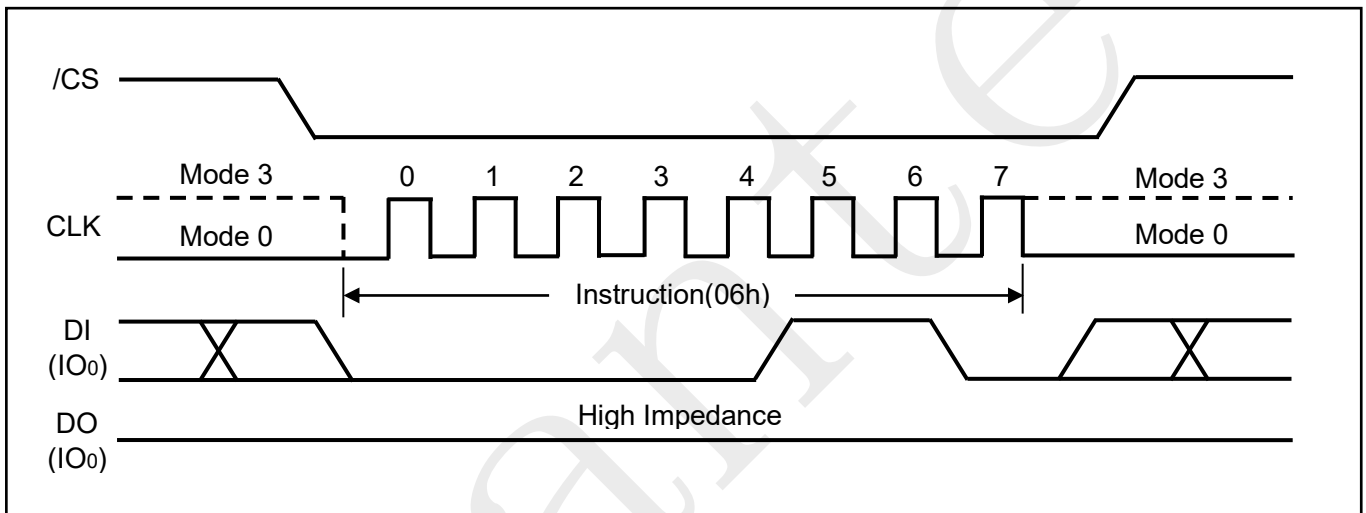 /CS
Mode 3 0 1 2 3 4 5 6 7 Mode 3
CLK
Mode 0 Mode 0
Instruction(06h)
DI
(IO0)
High Impedance
DO
(IO0)